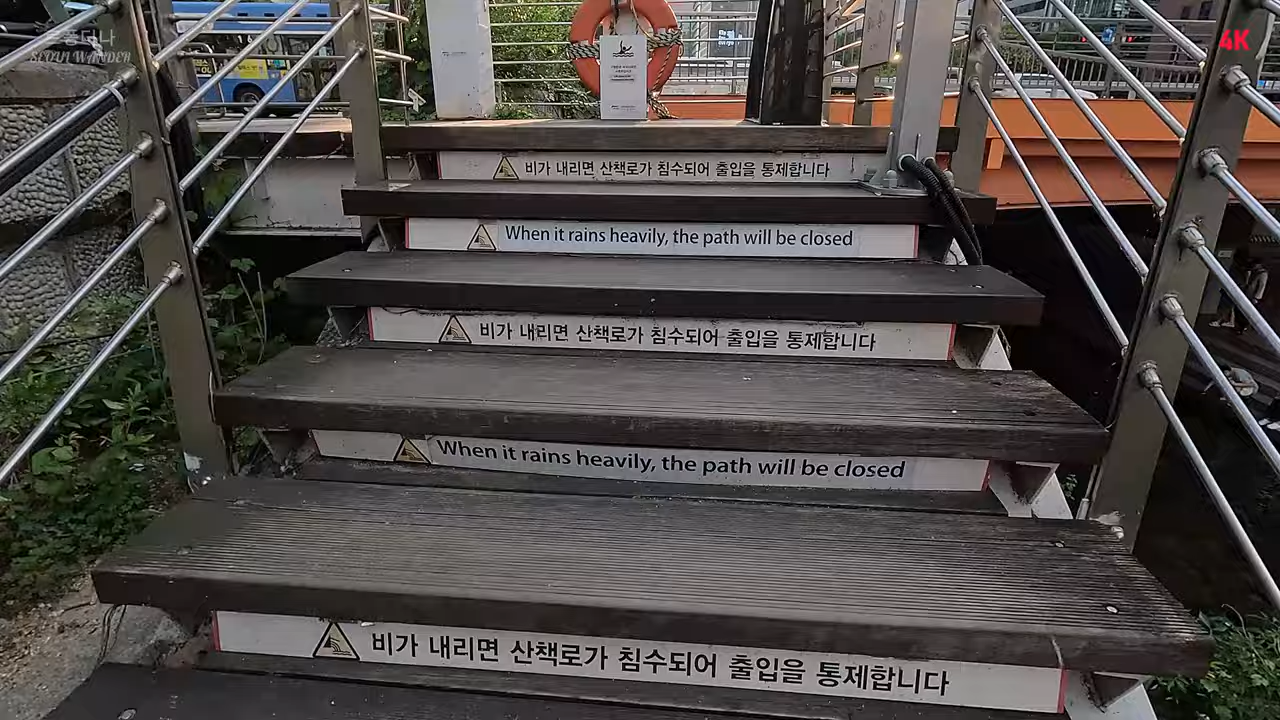 SEOUL WANDER
4K
비가 내리면 산책로가 침수되어 출입을 통제합니다
When it rains heavily, the path will be closed
비가 내리면 산책로가 침수되어 출입을 통제합니다
When it rains heavily, the path will be closed
비가 내리면 산책로가 침수되어 출입을 통제합니다